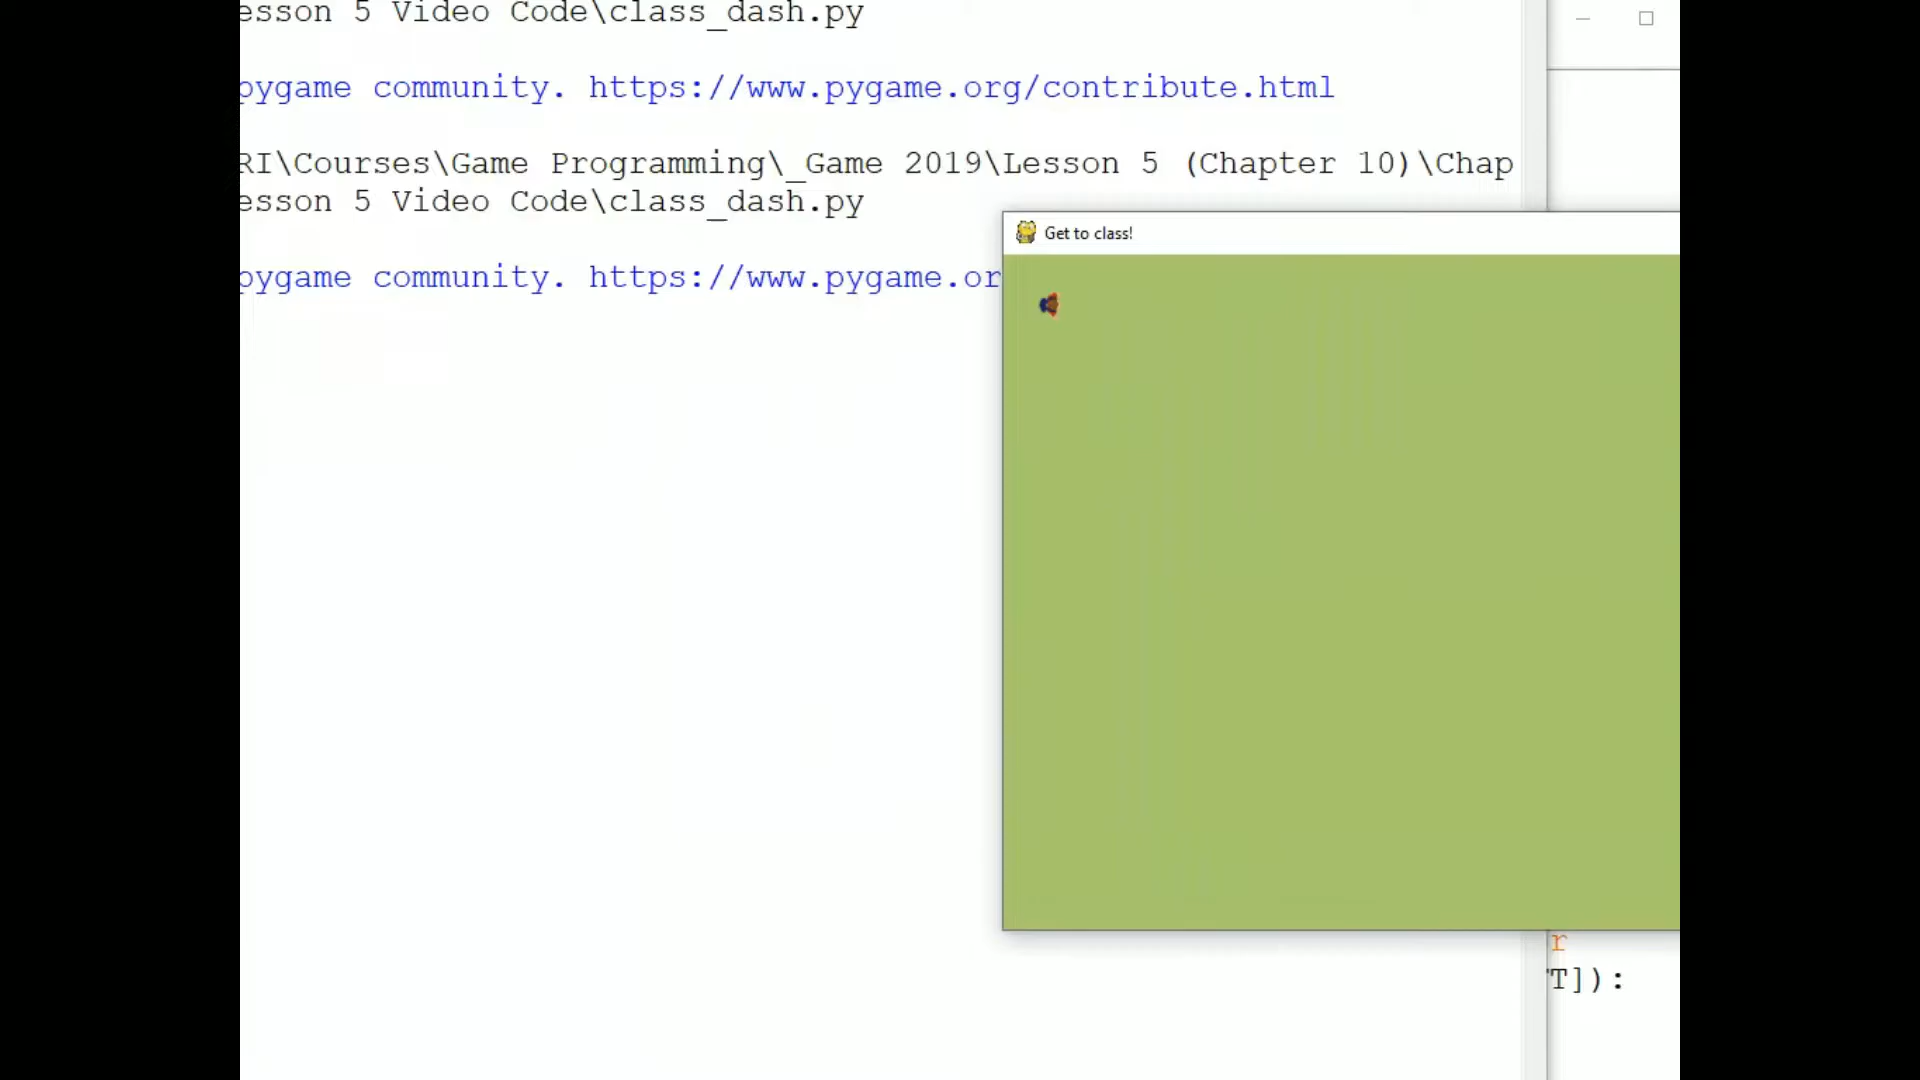 esson 5 Video Code\class_dash.py
pygame community. https://www.pygame.org/contribute.html
RI\Courses\Game Programming\_Game 2019\Lesson 5 (Chapter 10)\Chap
esson 5 Video Code\class_dash.py
pygame community. https://www.pygame.or
Get to class!
r
T]):